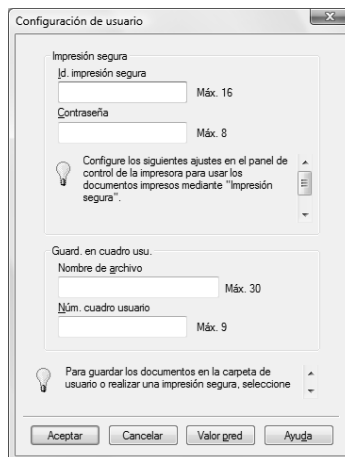 Configuración de usuario
Impresión segura
Id. impresión segura
Máx. 16
Contraseña
Máx. 8
Configure los siguientes ajustes en el panel de
control de la impresora para usar los
documentos impresos mediante "Impresión
segura".
Guard. en cuadro usu.
Nombre de archivo
Máx. 30
Núm. cuadro usuario
Máx. 9
Para guardar los documentos en la carpeta de
usuario o realizar una impresión segura, seleccione
Aceptar Cancelar Valor pred Ayuda